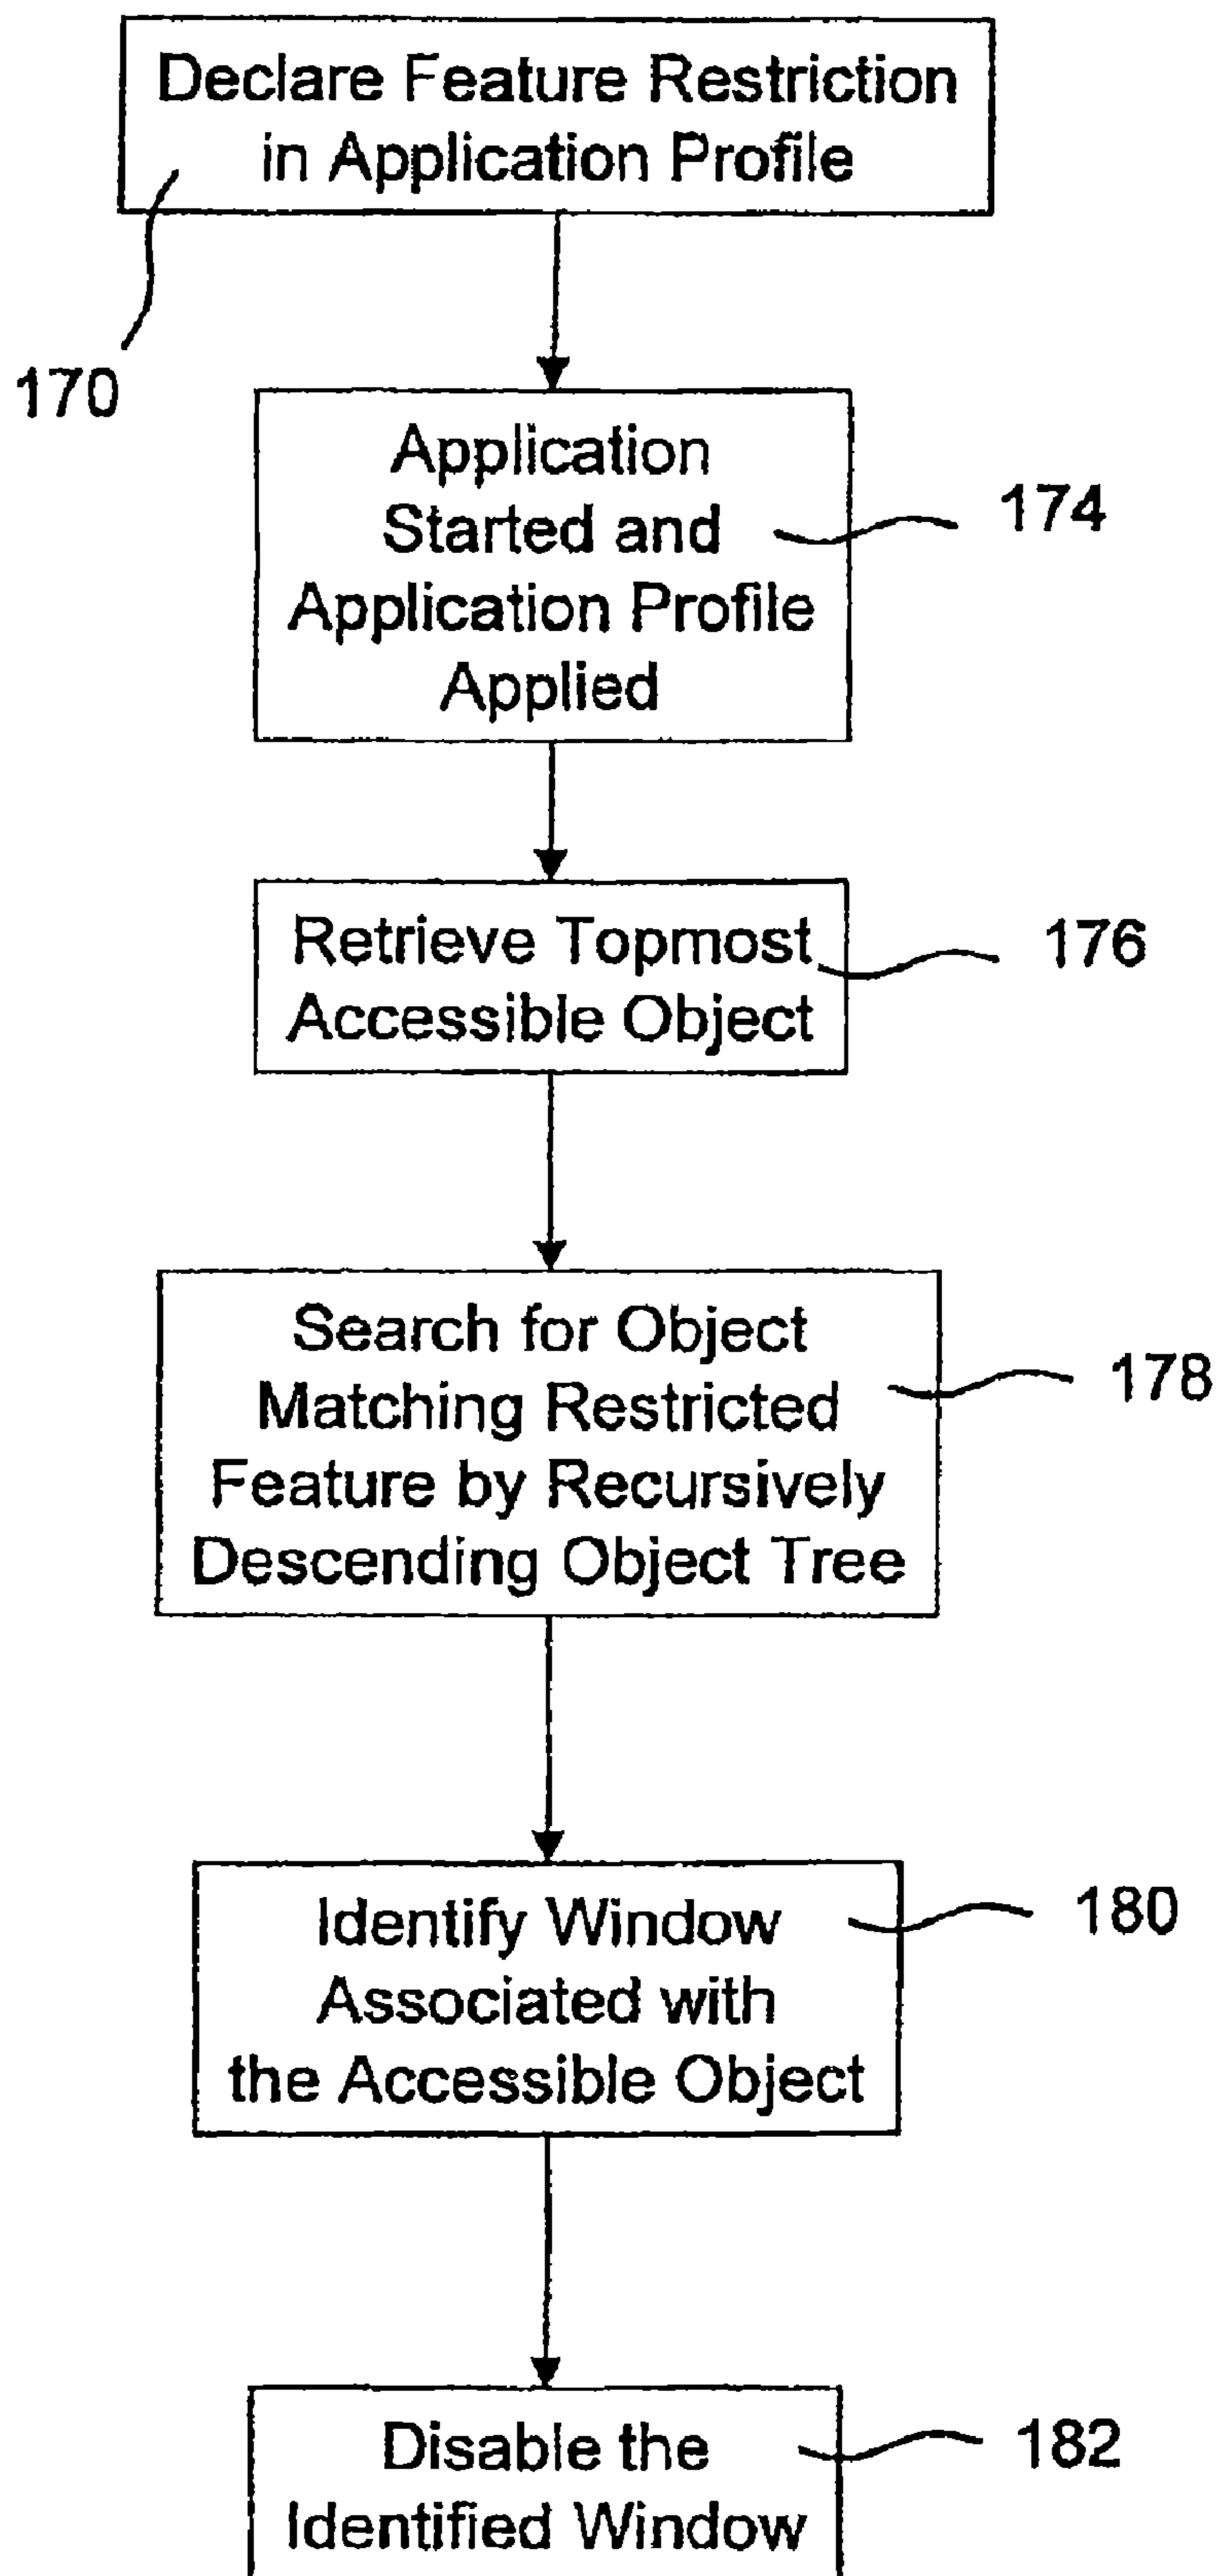 Declare Feature Restriction
in Application Profile
170
Application
Started and
Application Profile
Applied
174
Retrieve Topmost
Accessible Object
176
Search for Object
Matching Restricted
Feature by Recursively
Descending Object Tree
178
Identify Window
Associated with
the Accessible Object
180
Disable the
Identified Window
182